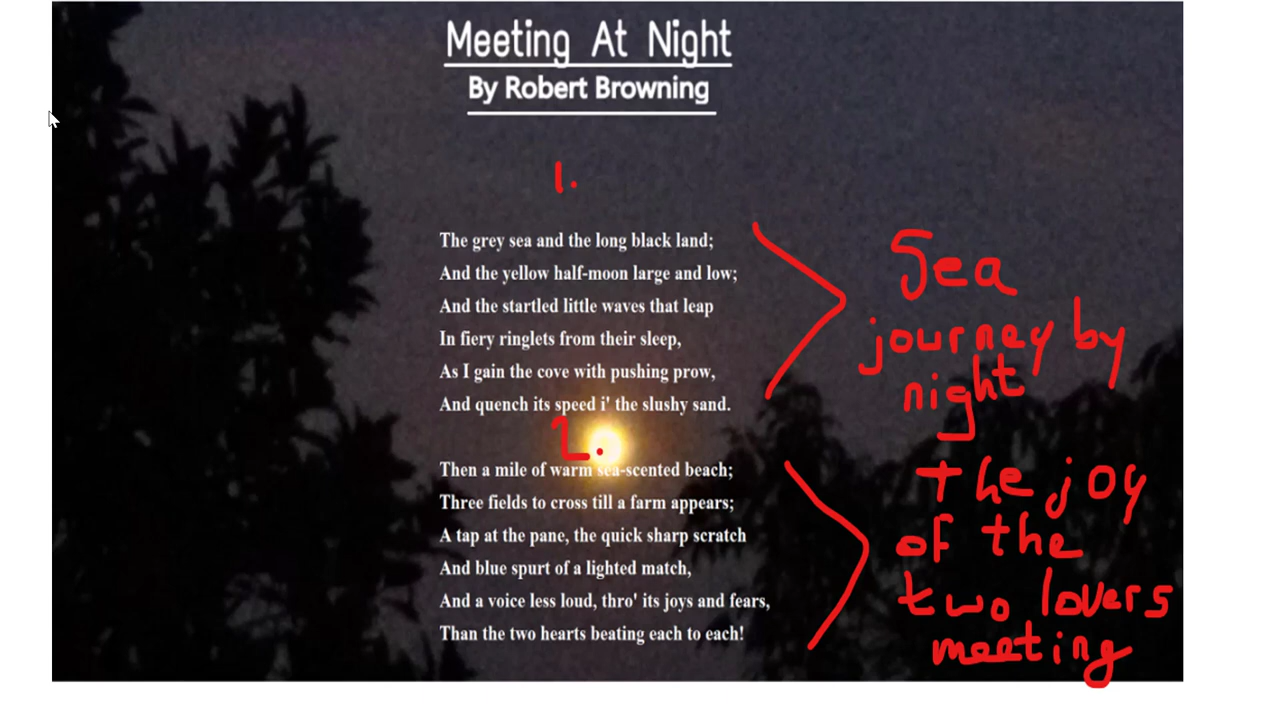 Meeting At Night
By Robert Browning
1.
The grey sea and the long black land;
And the yellow half-moon large and low;
And the startled little waves that leap
In fiery ringlets from their sleep,
As I gain the cove with pushing prow,
And quench its speed i' the slushy sand.
Sea
journey by
night
2.
Then a mile of warm sea-scented beach;
Three fields to cross till a farm appears;
A tap at the pane, the quick sharp scratch
And blue spurt of a lighted match,
And a voice less loud, thro' its joys and fears,
Than the two hearts beating each to each!
The joy
of the
two lovers
meeting